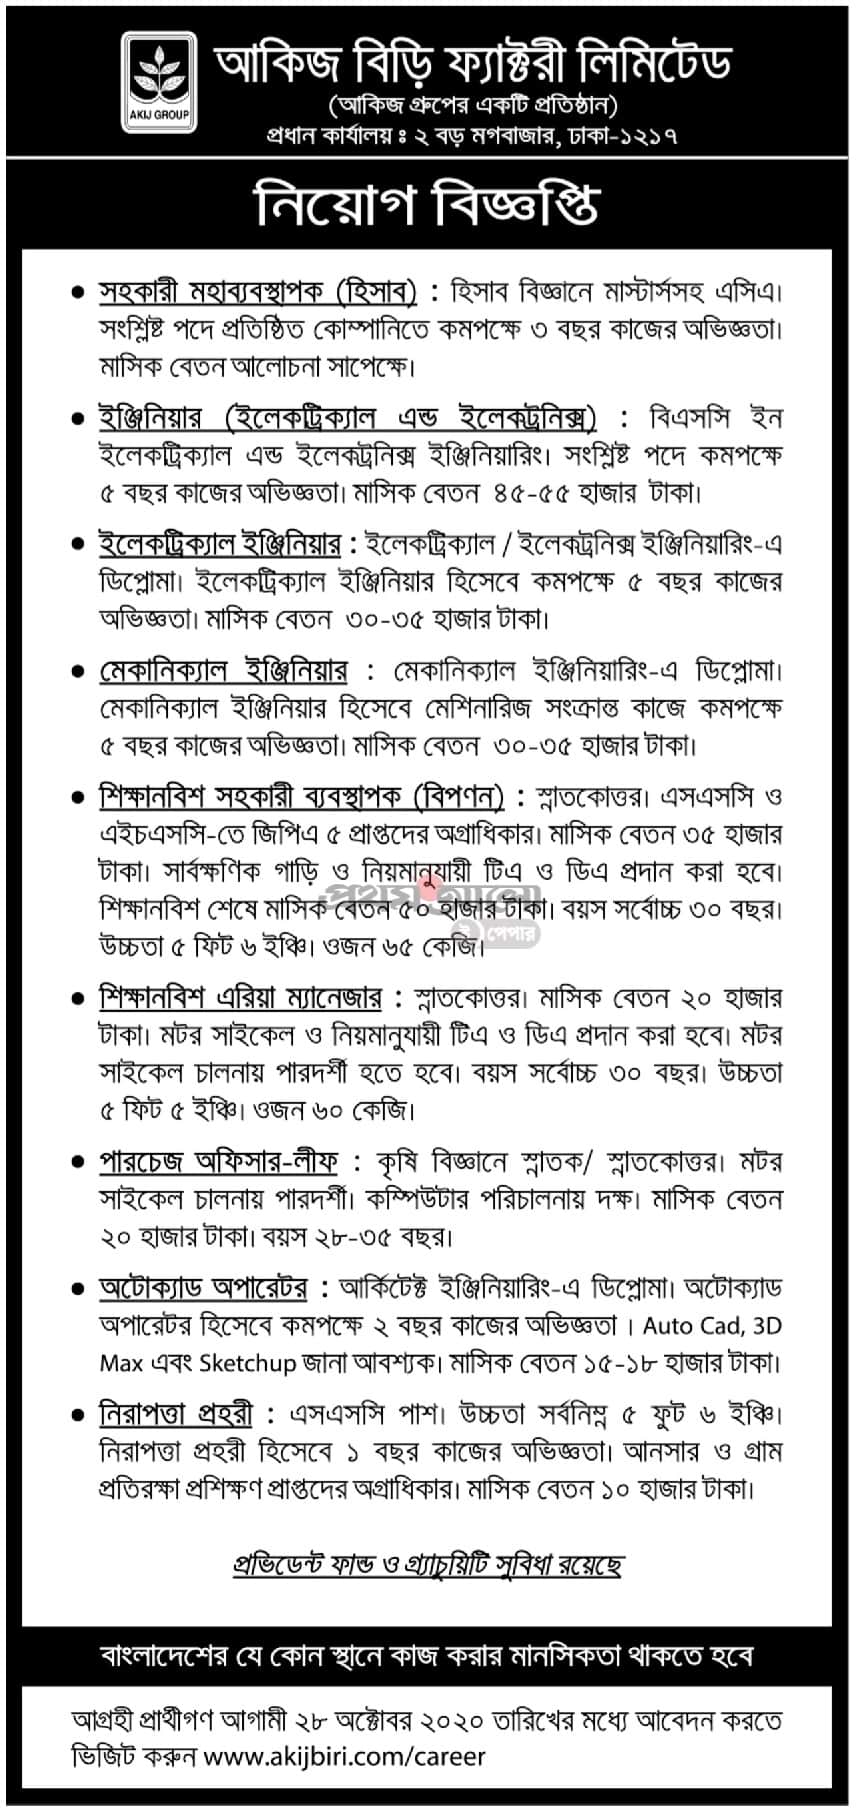 AKIJ GROUP
আকিজ বিড়ি ফ্যাক্টরী লিমিটেড
(আকিজ গ্রুপের একটি প্রতিষ্ঠান)
প্রধান কার্যালয় ঃ ২ বড় মগবাজার, ঢাকা-১২১৭
নিয়োগ বিজ্ঞপ্তি
• সহকারী মহাব্যবস্থাপক (হিসাব) : হিসাব বিজ্ঞানে মাস্টার্সসহ এসিএ।
সংশ্লিষ্ট পদে প্রতিষ্ঠিত কোম্পানিতে কমপক্ষে ৩ বছর কাজের অভিজ্ঞতা।
মাসিক বেতন আলোচনা সাপেক্ষে।
• ইঞ্জিনিয়ার (ইলেকট্রিক্যাল এন্ড ইলেকট্রনিক্স) : বিএসসি ইন
ইলেকট্রিক্যাল এন্ড ইলেকট্রনিক্স ইঞ্জিনিয়ারিং। সংশ্লিষ্ট পদে কমপক্ষে
৫ বছর কাজের অভিজ্ঞতা। মাসিক বেতন ৪৫-৫৫ হাজার টাকা।
• ইলেকট্রিক্যাল ইঞ্জিনিয়ার : ইলেকট্রিক্যাল / ইলেকট্রনিক্স ইঞ্জিনিয়ারিং-এ
ডিপ্লোমা। ইলেকট্রিক্যাল ইঞ্জিনিয়ার হিসেবে কমপক্ষে ৫ বছর কাজের
অভিজ্ঞতা। মাসিক বেতন ৩০-৩৫ হাজার টাকা।
• মেকানিক্যাল ইঞ্জিনিয়ার : মেকানিক্যাল ইঞ্জিনিয়ারিং-এ ডিপ্লোমা।
মেকানিক্যাল ইঞ্জিনিয়ার হিসেবে মেশিনারিজ সংক্রান্ত কাজে কমপক্ষে
৫ বছর কাজের অভিজ্ঞতা। মাসিক বেতন ৩০-৩৫ হাজার টাকা।
• শিক্ষানবিশ সহকারী ব্যবস্থাপক (বিপণন) : স্নাতকোত্তর। এসএসসি ও
এইচএসসি-তে জিপিএ ৫ প্রাপ্তদের অগ্রাধিকার। মাসিক বেতন ৩৫ হাজার
টাকা। সার্বক্ষণিক গাড়ি ও নিয়মানুযায়ী টিএ ও ডিএ প্রদান করা হবে।
প্রথম আলো
শিক্ষানবিশ শেষে মাসিক বেতন ৫০ হাজার টাকা। বয়স সর্বোচ্চ ৩০ বছর।
ই পেপার
উচ্চতা ৫ ফিট ৬ ইঞ্চি। ওজন ৬৫ কেজি।
• শিক্ষানবিশ এরিয়া ম্যানেজার : স্নাতকোত্তর। মাসিক বেতন ২০ হাজার
টাকা। মটর সাইকেল ও নিয়মানুযায়ী টিএ ও ডিএ প্রদান করা হবে। মটর
সাইকেল চালনায় পারদর্শী হতে হবে। বয়স সর্বোচ্চ ৩০ বছর। উচ্চতা
৫ ফিট ৫ ইঞ্চি। ওজন ৬০ কেজি।
• পারচেজ অফিসার-লীফ : কৃষি বিজ্ঞানে স্নাতক/ স্নাতকোত্তর। মটর
সাইকেল চালনায় পারদর্শী। কম্পিউটার পরিচালনায় দক্ষ। মাসিক বেতন
২০ হাজার টাকা। বয়স ২৮-৩৫ বছর।
• অটোক্যাড অপারেটর : আর্কিটেক্ট ইঞ্জিনিয়ারিং-এ ডিপ্লোমা। অটোক্যাড
অপারেটর হিসেবে কমপক্ষে ২ বছর কাজের অভিজ্ঞতা । Auto Cad, 3D
Max এবং Sketchup জানা আবশ্যক। মাসিক বেতন ১৫-১৮ হাজার টাকা।
• নিরাপত্তা প্রহরী : এসএসসি পাশ। উচ্চতা সর্বনিম্ন ৫ ফুট ৬ ইঞ্চি।
নিরাপত্তা প্রহরী হিসেবে ১ বছর কাজের অভিজ্ঞতা। আনসার ও গ্রাম
প্রতিরক্ষা প্রশিক্ষণ প্রাপ্তদের অগ্রাধিকার। মাসিক বেতন ১০ হাজার টাকা।
প্রভিডেন্ট ফান্ড ও গ্র্যাচুয়িটি সুবিধা রয়েছে
বাংলাদেশের যে কোন স্থানে কাজ করার মানসিকতা থাকতে হবে
আগ্রহী প্রার্থীগণ আগামী ২৮ অক্টোবর ২০২০ তারিখের মধ্যে আবেদন করতে
ভিজিট করুন www.akijbiri.com/career